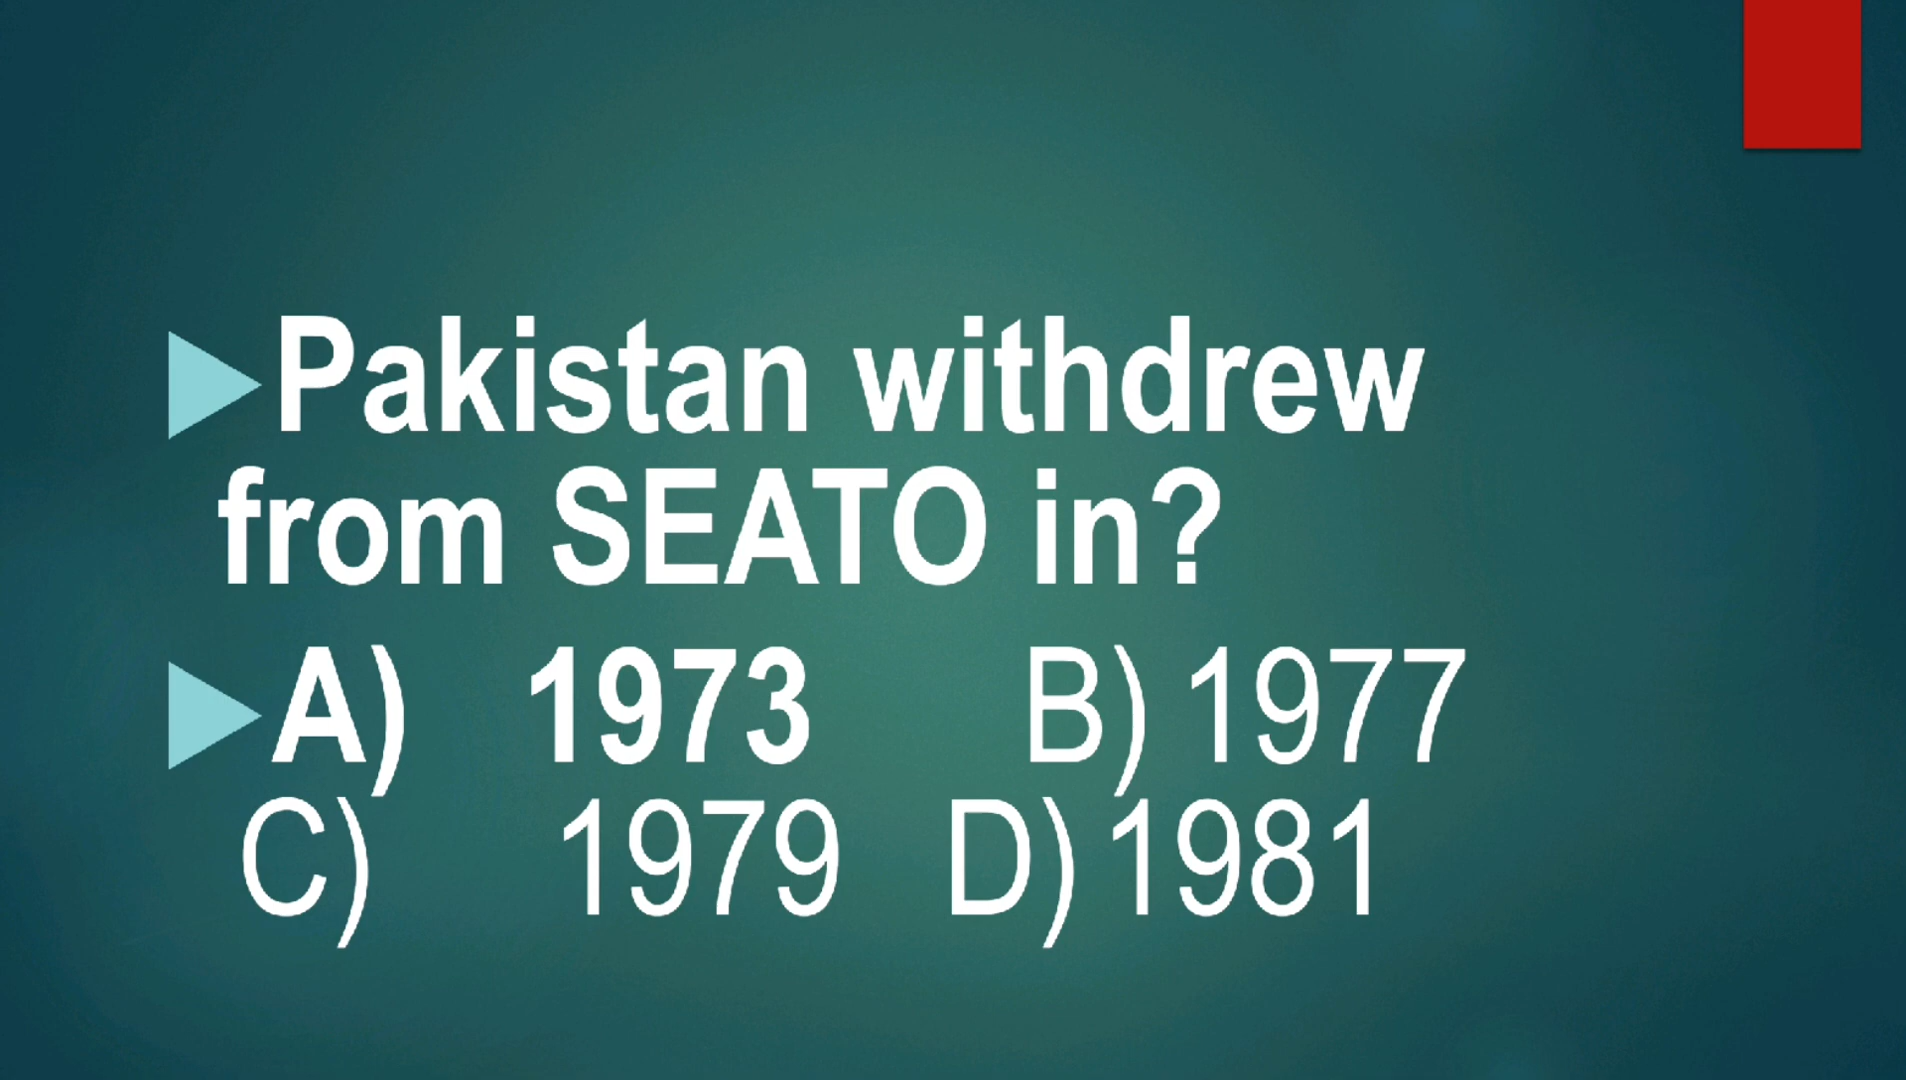 Pakistan withdrew
from SEATO in?
A) 1973 B) 1977
C) 1979 D) 1981